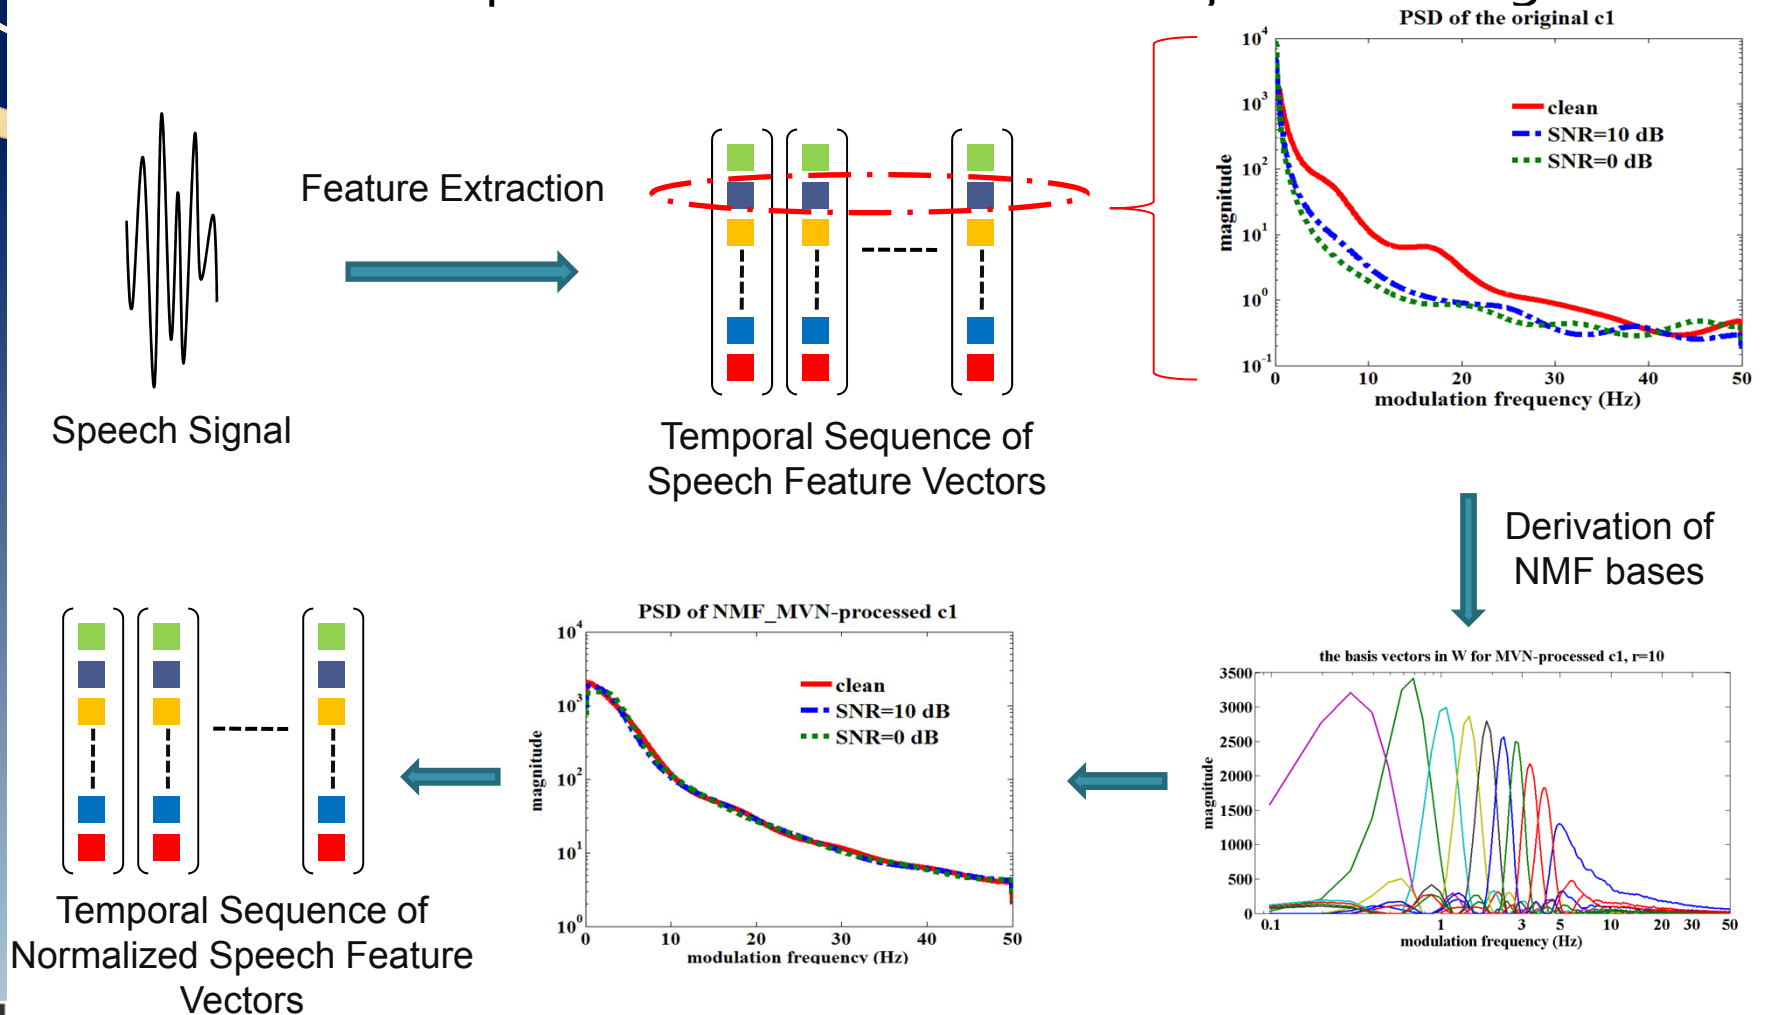 PSD of the original c1
10^4
10^3
10^2
10^1
10^0
10^-1
magnitude
clean
SNR=10 dB
SNR=0 dB
0 10 20 30 40 50
modulation frequency (Hz)
Feature Extraction
Speech Signal
Temporal Sequence of
Speech Feature Vectors
Derivation of
NMF bases
the basis vectors in W for MVN-processed c1, r=10
3500
3000
2500
2000
1500
1000
500
0
magnitude
0.1 1 3 5 10 20 30 50
modulation frequency (Hz)
PSD of NMF_MVN-processed c1
10^4
10^3
10^2
10^1
10^0
magnitude
clean
SNR=10 dB
SNR=0 dB
0 10 20 30 40 50
modulation frequency (Hz)
Temporal Sequence of
Normalized Speech Feature
Vectors